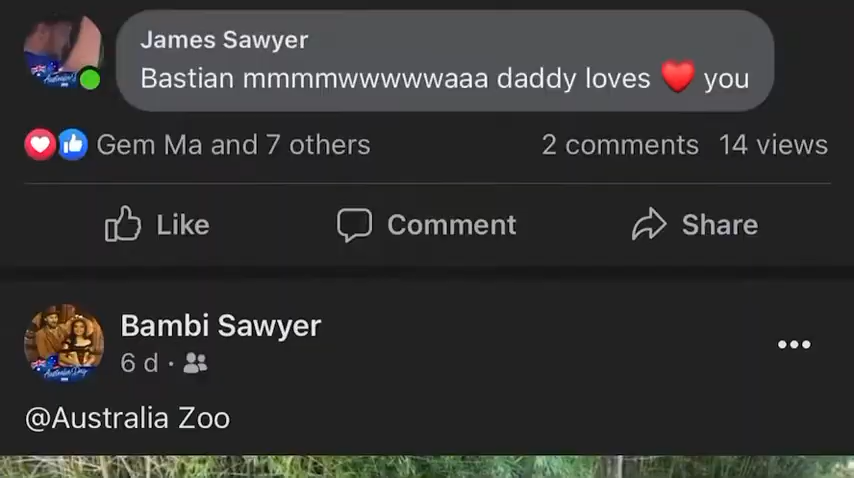 James Sawyer
Bastian mmmmwwwwwaaa daddy loves ❤️ you
Gem Ma and 7 others 2 comments 14 views
Like Comment Share
Bambi Sawyer
6 d ·
@Australia Zoo